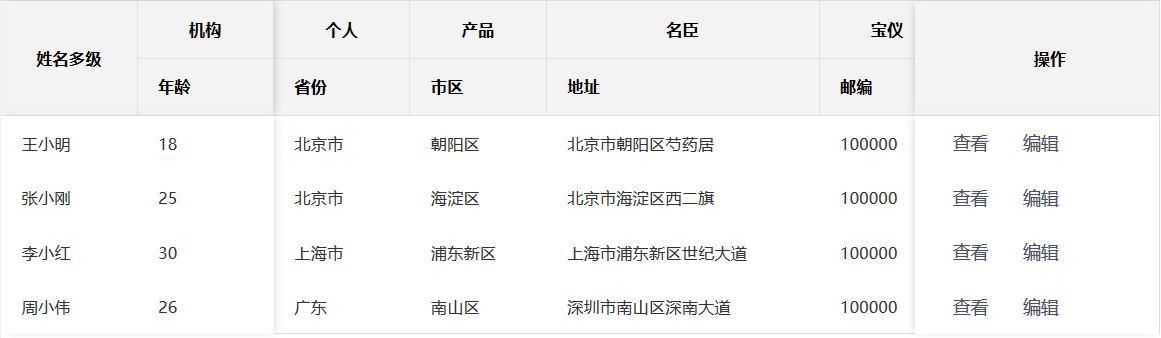 姓名多级 机构 个人 产品 名臣 宝仪 操作
年龄 省份 市区 地址 邮编
王小明 18 北京市 朝阳区 北京市朝阳区芍药居 100000 查看 编辑
张小刚 25 北京市 海淀区 北京市海淀区西二旗 100000 查看 编辑
李小红 30 上海市 浦东新区 上海市浦东新区世纪大道 100000 查看 编辑
周小伟 26 广东 南山区 深圳市南山区深南大道 100000 查看 编辑